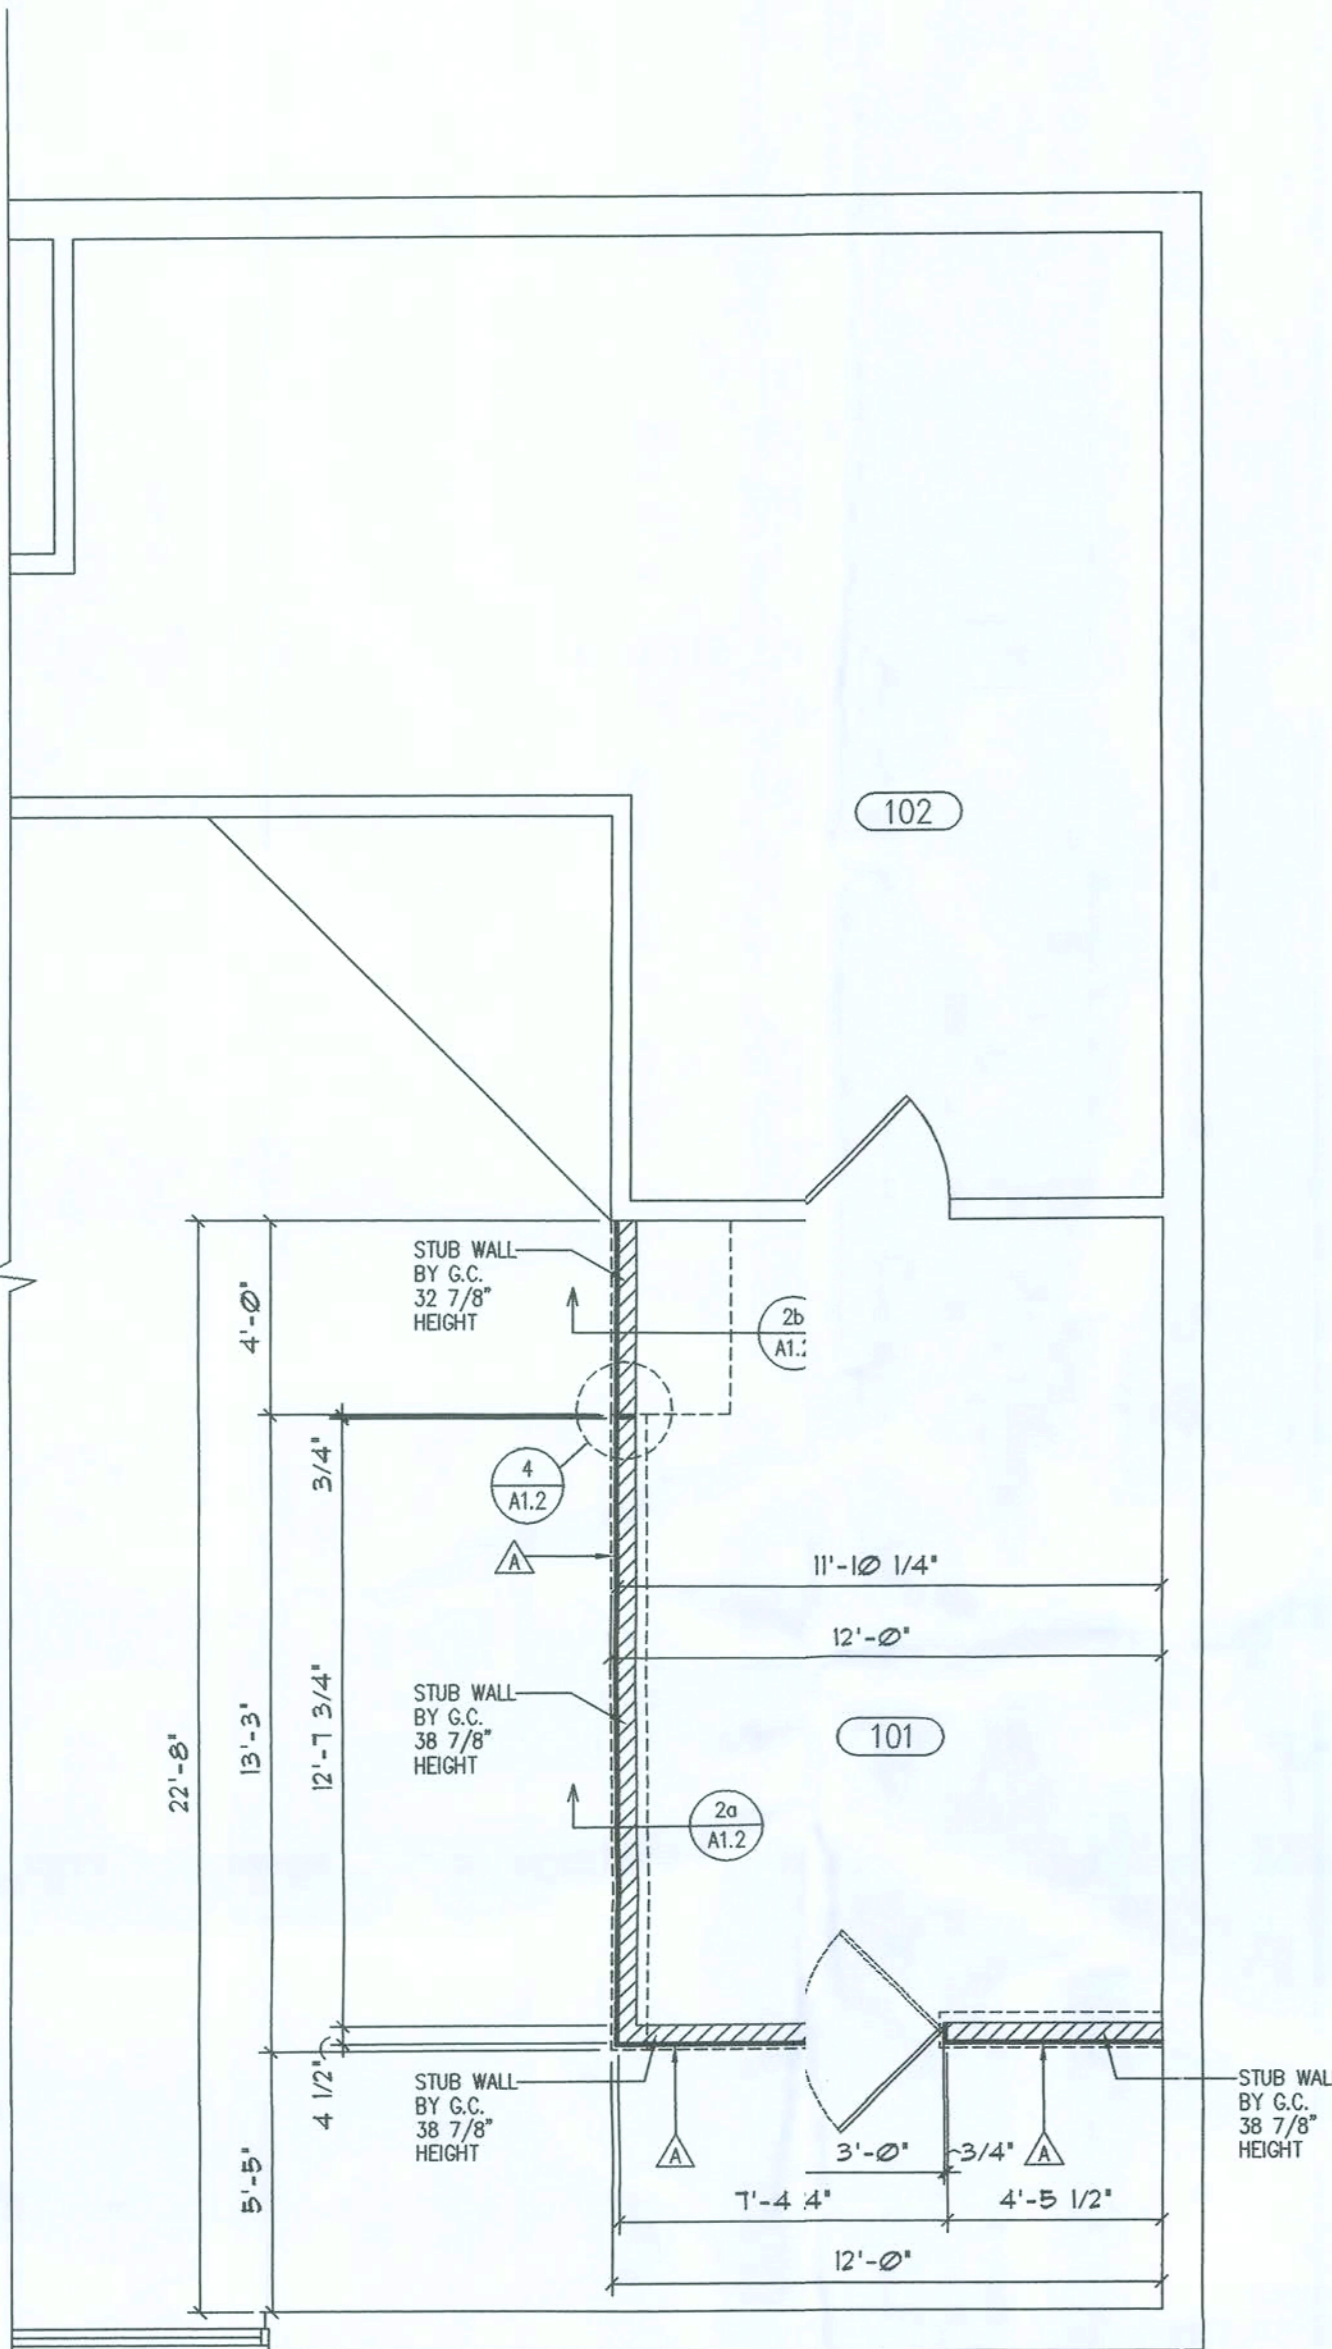 102
STUB WALL
BY G.C.
32 7/8"
HEIGHT
4'-0"
2b
3/4"
4
A1.2
A
11'-10 1/4"
12'-0"
STUB WALL
BY G.C.
38 7/8"
HEIGHT
101
22'-8"
13'-3"
12'-7 3/4"
2a
A1.2
4 1/2"
STUB WALL
BY G.C.
38 7/8"
HEIGHT
A
3'-0"
3/4"
A
STUB WAL
BY G.C.
38 7/8"
HEIGHT
5'-5"
7'-4
4"
4'-5 1/2"
12'-0"